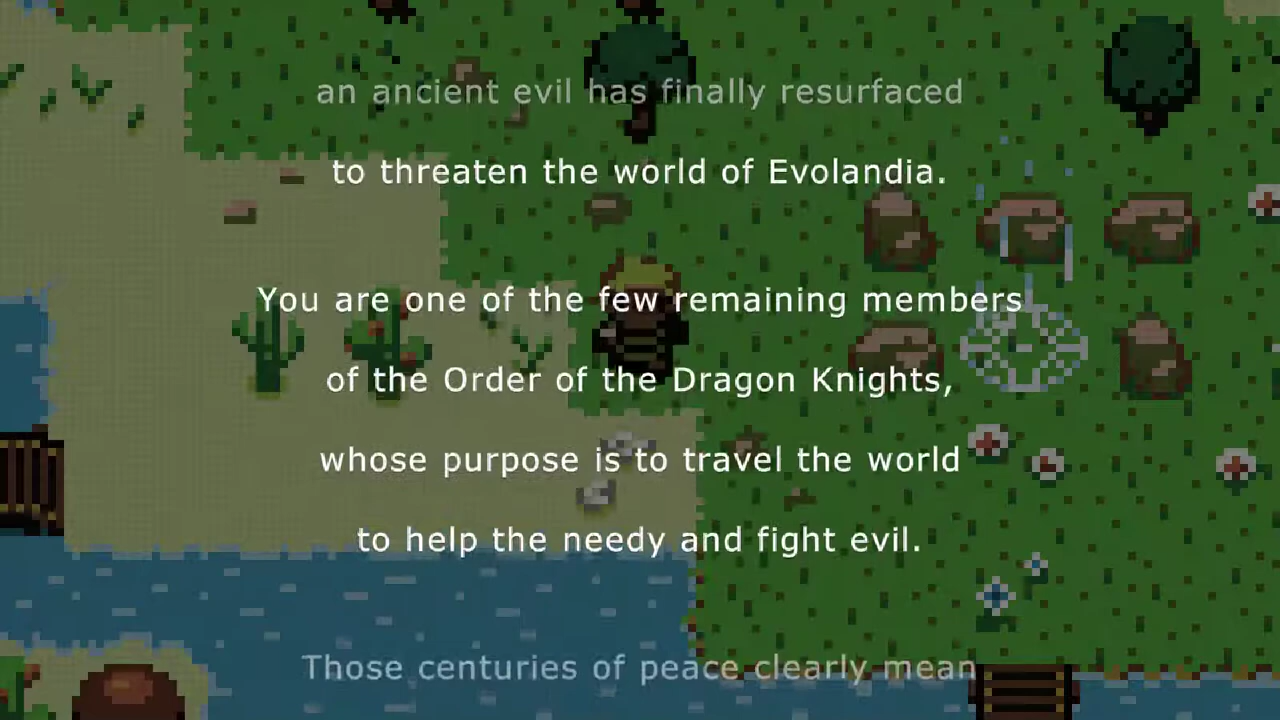 an ancient evil has finally resurfaced
to threaten the world of Evolandia.
You are one of the few remaining members
of the Order of the Dragon Knights,
whose purpose is to travel the world
to help the needy and fight evil.
Those centuries of peace clearly mean